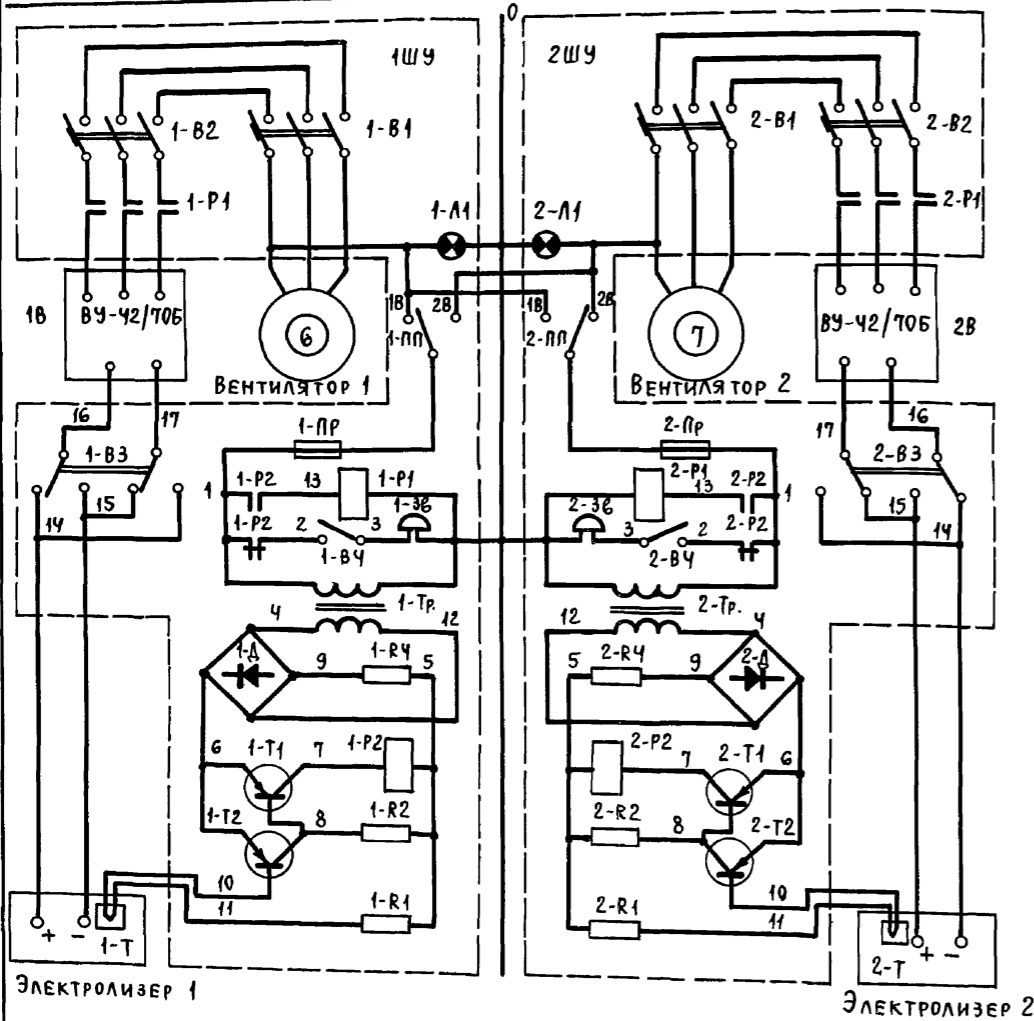 0
1ШУ
2ШУ
1-В2
1-В1
2-В1
2-В2
1-Р1
2-Р1
1-Л1
2-Л1
1В
ВУ-42/70Б
6
1В
2В
1В
2В
1-ПП
2-ПП
7
ВУ-42/70Б
2В
ВЕНТИЛЯТОР 1
ВЕНТИЛЯТОР 2
16
17
1-ПР
2-ПР
17
16
1-В3
1-Р2
13
1-Р1
2-Р1
13
2-Р2
2-В3
1
1-Зв
2-Зв
1
14
15
1-Р2
2
3
3
2
2-Р2
15
14
1-В4
2-В4
1-Тр.
2-Тр.
4
12
12
4
1-Д
9
1-R4
5
5
2-R4
9
2-Д
6
1-Т1
7
1-Р2
2-Р2
7
2-Т1
6
1-Т2
8
1-R2
2-R2
8
2-Т2
10
11
1-R1
2-R1
10
11
+
−
1-Т
2-Т
+
−
ЭЛЕКТРОЛИЗЕР 1
ЭЛЕКТРОЛИЗЕР 2